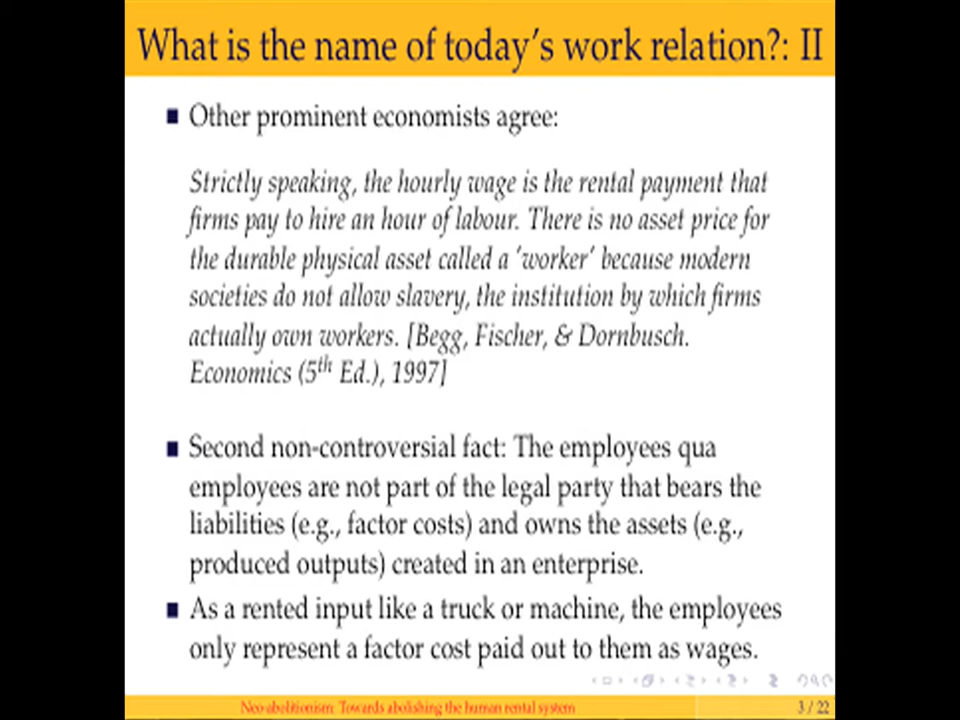 What is the name of today's work relation?: II
Other prominent economists agree:
Strictly speaking, the hourly wage is the rental payment that
firms pay to hire an hour of labour. There is no asset price for
the durable physical asset called a 'worker' because modern
societies do not allow slavery, the institution by which firms
actually own workers. [Begg, Fischer, & Dornbusch.
Economics (5th Ed.), 1997]
Second non-controversial fact: The employees qua
employees are not part of the legal party that bears the
liabilities (e.g., factor costs) and owns the assets (e.g.,
produced outputs) created in an enterprise.
As a rented input like a truck or machine, the employees
only represent a factor cost paid out to them as wages.
Neo-abolitionism: Towards abolishing the human rental system
3 / 22